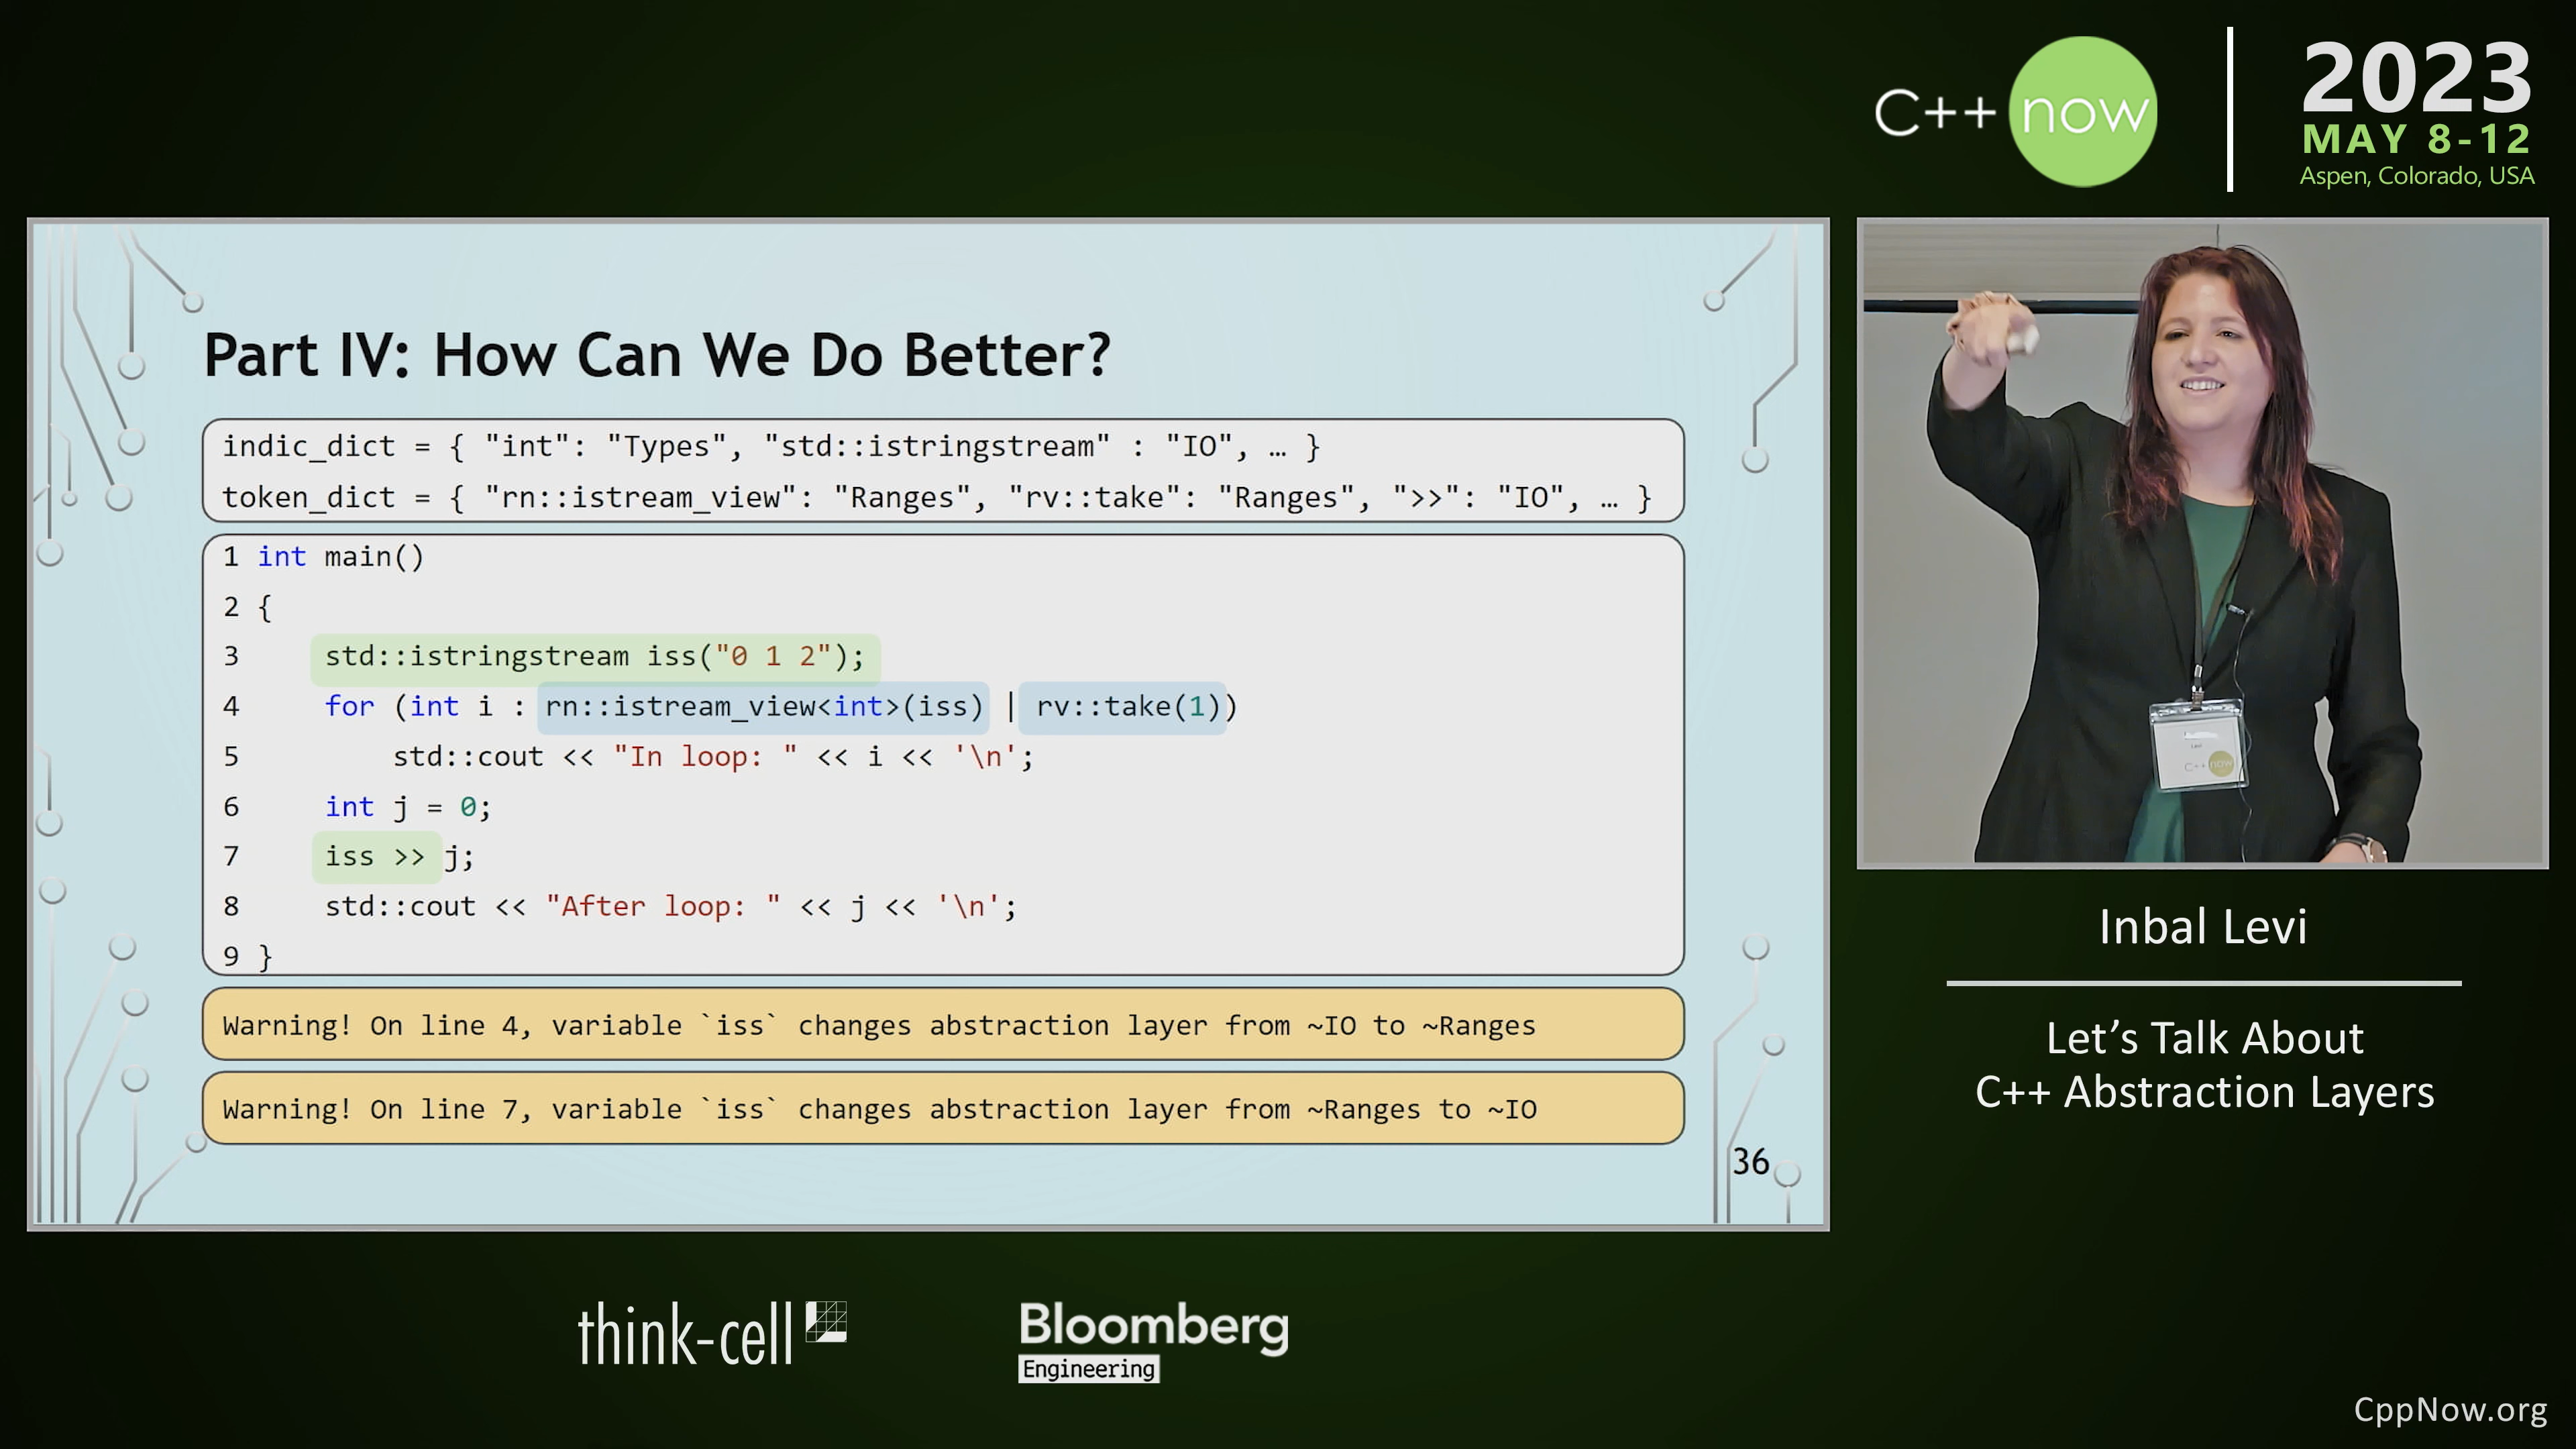 C++ now
2023
MAY 8-12
Aspen, Colorado, USA
Part IV: How Can We Do Better?
indic_dict = { "int": "Types", "std::istringstream" : "IO", … }
token_dict = { "rn::istream_view": "Ranges", "rv::take": "Ranges", ">>": "IO", … }
1 int main()
2 {
3     std::istringstream iss("0 1 2");
4     for (int i : rn::istream_view<int>(iss) | rv::take(1))
5         std::cout << "In loop: " << i << '\n';
6     int j = 0;
7     iss >> j;
8     std::cout << "After loop: " << j << '\n';
9 }
Warning! On line 4, variable `iss` changes abstraction layer from ~IO to ~Ranges
Warning! On line 7, variable `iss` changes abstraction layer from ~Ranges to ~IO
36
Levi
C++ now
Inbal Levi
Let’s Talk About
C++ Abstraction Layers
think-cell
Bloomberg
Engineering
CppNow.org